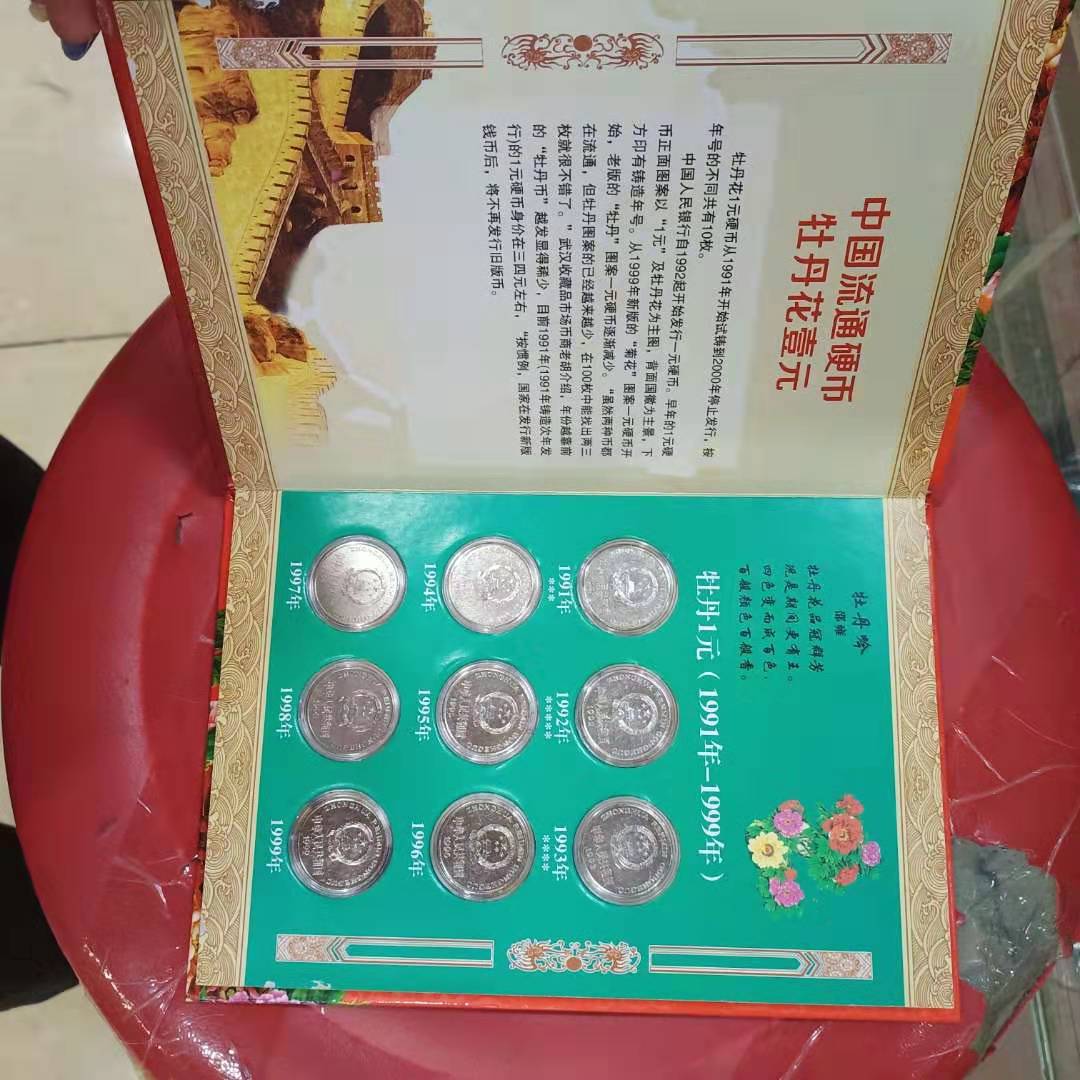 中国流通硬币
牡丹花壹元
牡丹花1元硬币从1991年开始试铸到2000年停止发行，按
年号的不同共有10枚。
中国人民银行自1992起开始发行一元硬币。早年的1元硬
币正面图案以“1元”及牡丹花为主图，背面国徽为主景，下
方印有铸造年号。从1999年新版的“菊花”图案一元硬币开
始，老版的“牡丹”图案一元硬币逐渐减少。“虽然两种币都
在流通，但牡丹图案的已经越来越少，在100枚中能找出两三
枚就很不错了。”武汉收藏品市场币商老胡介绍，年份越靠前
的“牡丹币”越发显得稀少，目前1991年(1991年铸造次年发
行)的1元硬币身价在三四元左右，“按惯例，国家在发行新版
钱币后，将不再发行旧版币。
牡丹吟
邵雍
牡丹花品冠群芳
况是期间更有王。
四色变而成百色，
百般颜色百般香。
牡丹1元（1991年-1999年）
1991年
***
1992年
*****
1993年
****
1994年
1995年
1996年
1997年
1998年
1999年